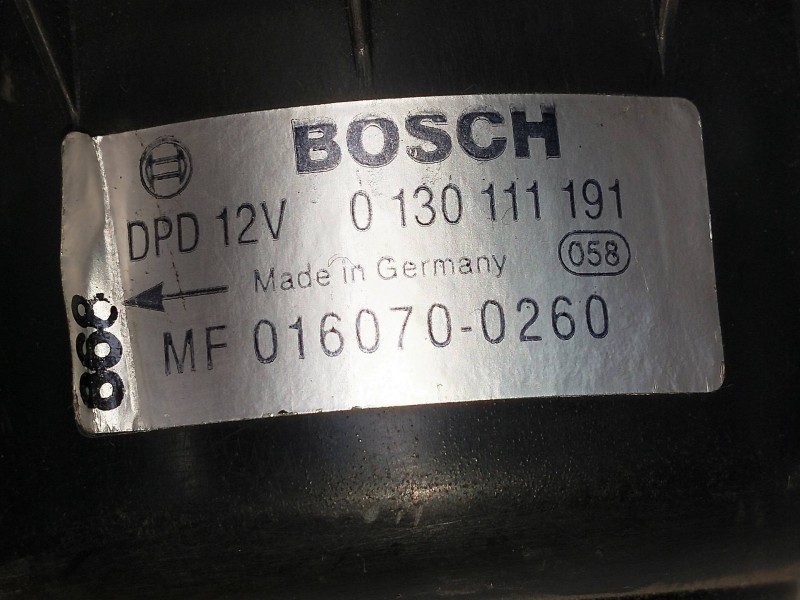 BOSCH
DPD 12V 0 130 111 191
Made in Germany 058
MF 016070-0260
868